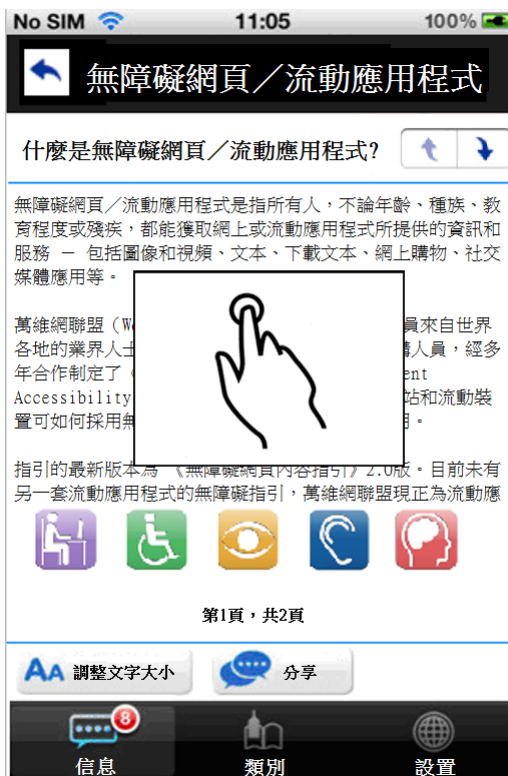 No SIM 11:05 100%
無障礙網頁／流動應用程式
什麼是無障礙網頁／流動應用程式?
無障礙網頁／流動應用程式是指所有人，不論年齡、種族、教
育程度或殘疾，都能獲取網上或流動應用程式所提供的資訊和
服務 － 包括圖像和視頻、文本、下載文本、網上購物、社交
媒體應用等。
萬維網聯盟（W 員來自世界
各地的業界人士 人員，經多
年合作制定了 ent
Accessibility 站和流動裝
置可如何採用無 。
指引的最新版本為 《無障礙網頁內容指引》2.0版。目前未有
另一套流動應用程式的無障礙指引，萬維網聯盟現正為流動應
第1頁，共2頁
AA 調整文字大小 分享
8
信息 類別 設置